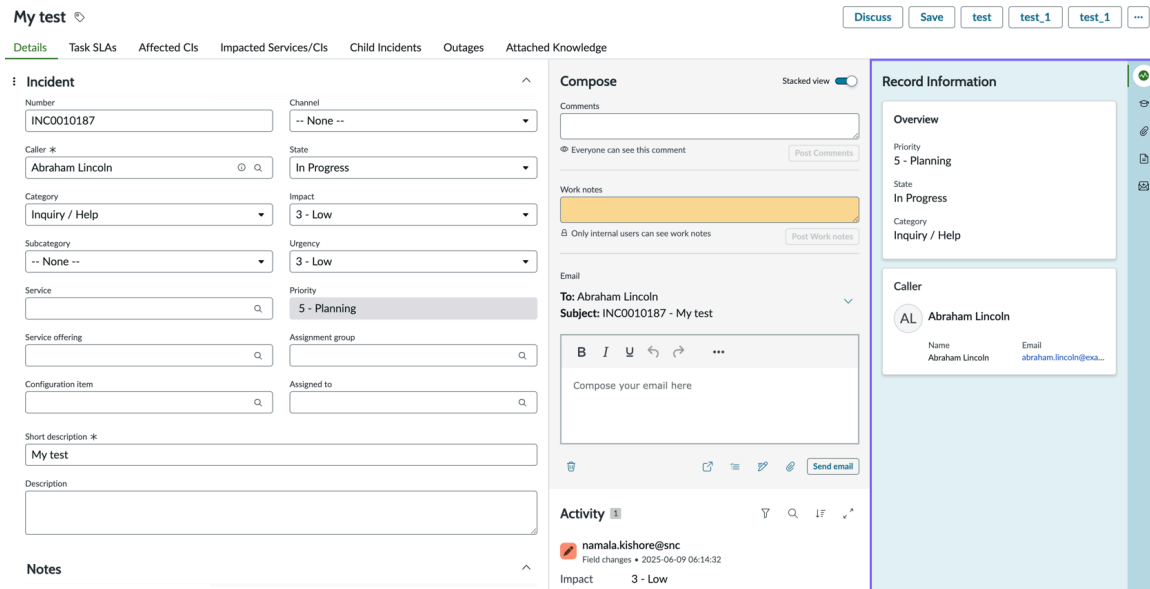 My test
Discuss
Save
test
test_1
test_1
Details
Task SLAs
Affected CIs
Impacted Services/CIs
Child Incidents
Outages
Attached Knowledge
Incident
Number
INC0010187
Channel
-- None --
Caller *
Abraham Lincoln
State
In Progress
Category
Inquiry / Help
Impact
3 - Low
Subcategory
-- None --
Urgency
3 - Low
Service
Priority
5 - Planning
Service offering
Assignment group
Configuration item
Assigned to
Short description *
My test
Description
Notes
Compose
Stacked view
Comments
Everyone can see this comment
Post Comments
Work notes
Only internal users can see work notes
Post Work notes
Email
To: Abraham Lincoln
Subject: INC0010187 - My test
B I U
Compose your email here
Send email
Activity 1
namala.kishore@snc
Field changes • 2025-06-09 06:14:32
Impact 3 - Low
Record Information
Overview
Priority
5 - Planning
State
In Progress
Category
Inquiry / Help
Caller
AL
Abraham Lincoln
Name
Abraham Lincoln
Email
abraham.lincoln@exa...